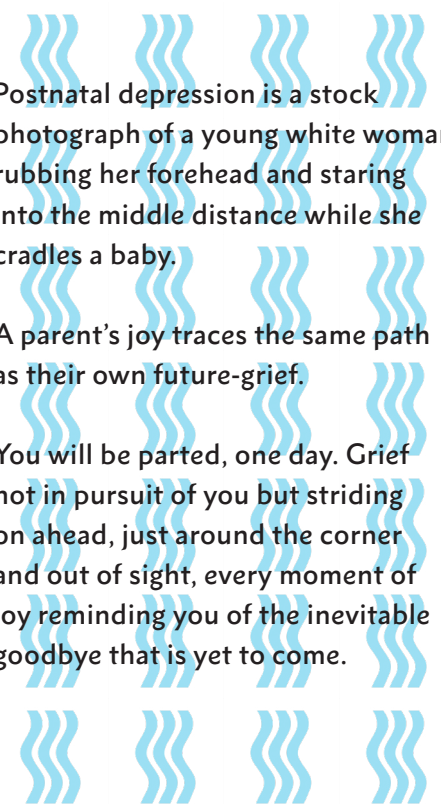 Postnatal depression is a stock
photograph of a young white woman
rubbing her forehead and staring
into the middle distance while she
cradles a baby.
A parent’s joy traces the same path
as their own future-grief.
You will be parted, one day. Grief
not in pursuit of you but striding
on ahead, just around the corner
and out of sight, every moment of
joy reminding you of the inevitable
goodbye that is yet to come.